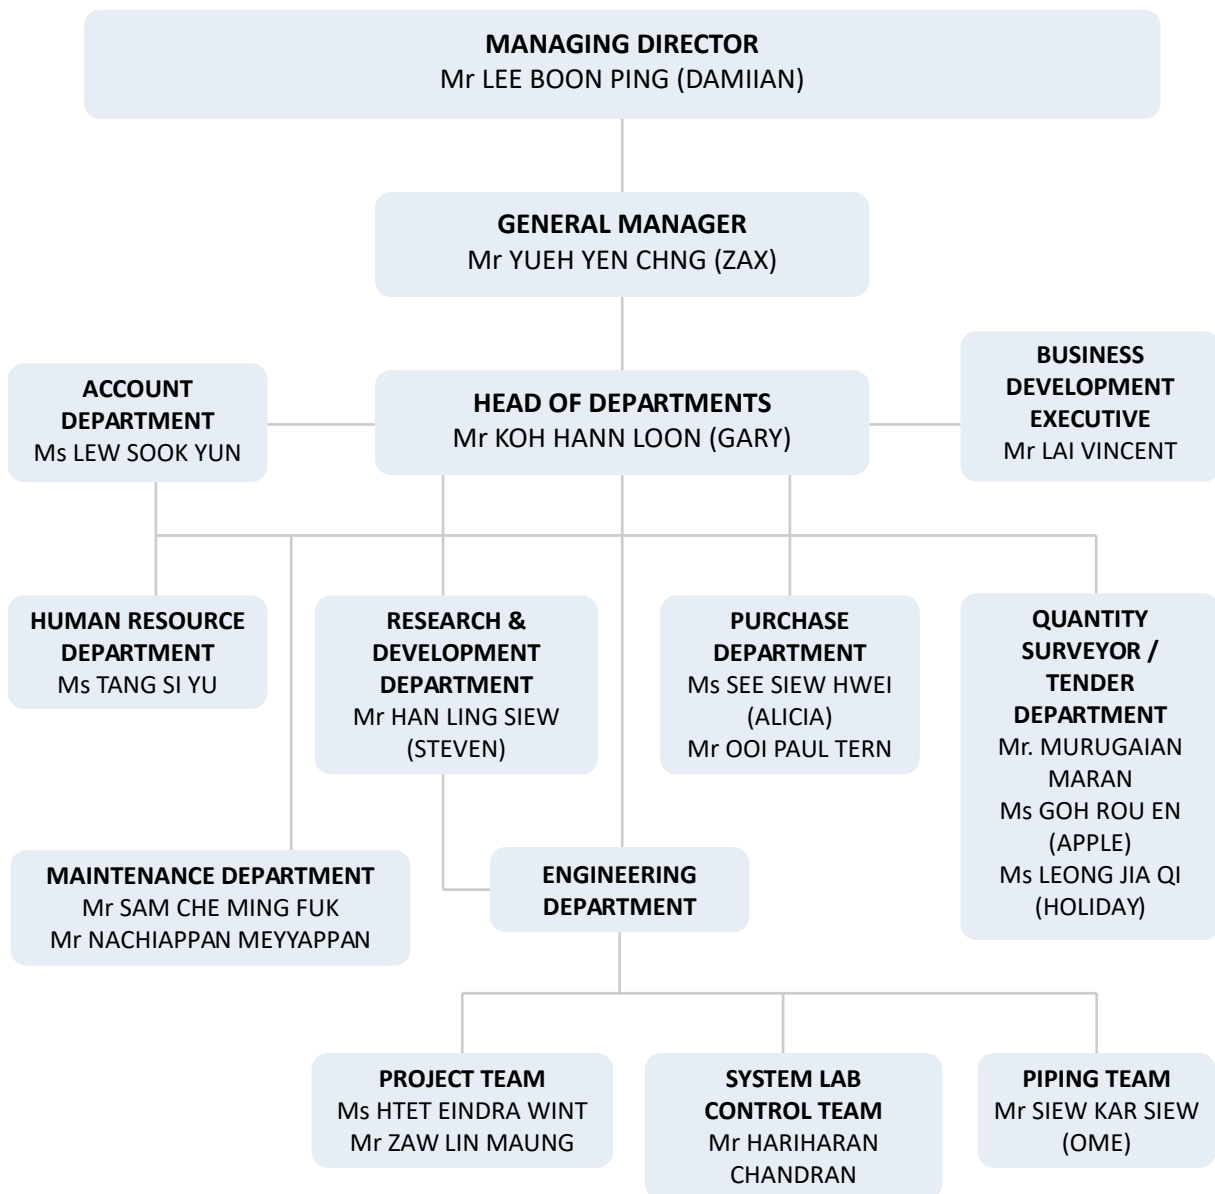 MANAGING DIRECTOR
Mr LEE BOON PING (DAMIIAN)
GENERAL MANAGER
Mr YUEH YEN CHNG (ZAX)
ACCOUNT
DEPARTMENT
Ms LEW SOOK YUN
HEAD OF DEPARTMENTS
Mr KOH HANN LOON (GARY)
BUSINESS
DEVELOPMENT
EXECUTIVE
Mr LAI VINCENT
HUMAN RESOURCE
DEPARTMENT
Ms TANG SI YU
RESEARCH &
DEVELOPMENT
DEPARTMENT
Mr HAN LING SIEW
(STEVEN)
PURCHASE
DEPARTMENT
Ms SEE SIEW HWEI
(ALICIA)
Mr OOI PAUL TERN
QUANTITY
SURVEYOR /
TENDER
DEPARTMENT
Mr. MURUGAIAN
MARAN
Ms GOH ROU EN
(APPLE)
Ms LEONG JIA QI
(HOLIDAY)
MAINTENANCE DEPARTMENT
Mr SAM CHE MING FUK
Mr NACHIAPPAN MEYYAPPAN
ENGINEERING
DEPARTMENT
PROJECT TEAM
Ms HTET EINDRA WINT
Mr ZAW LIN MAUNG
SYSTEM LAB
CONTROL TEAM
Mr HARIHARAN
CHANDRAN
PIPING TEAM
Mr SIEW KAR SIEW
(OME)